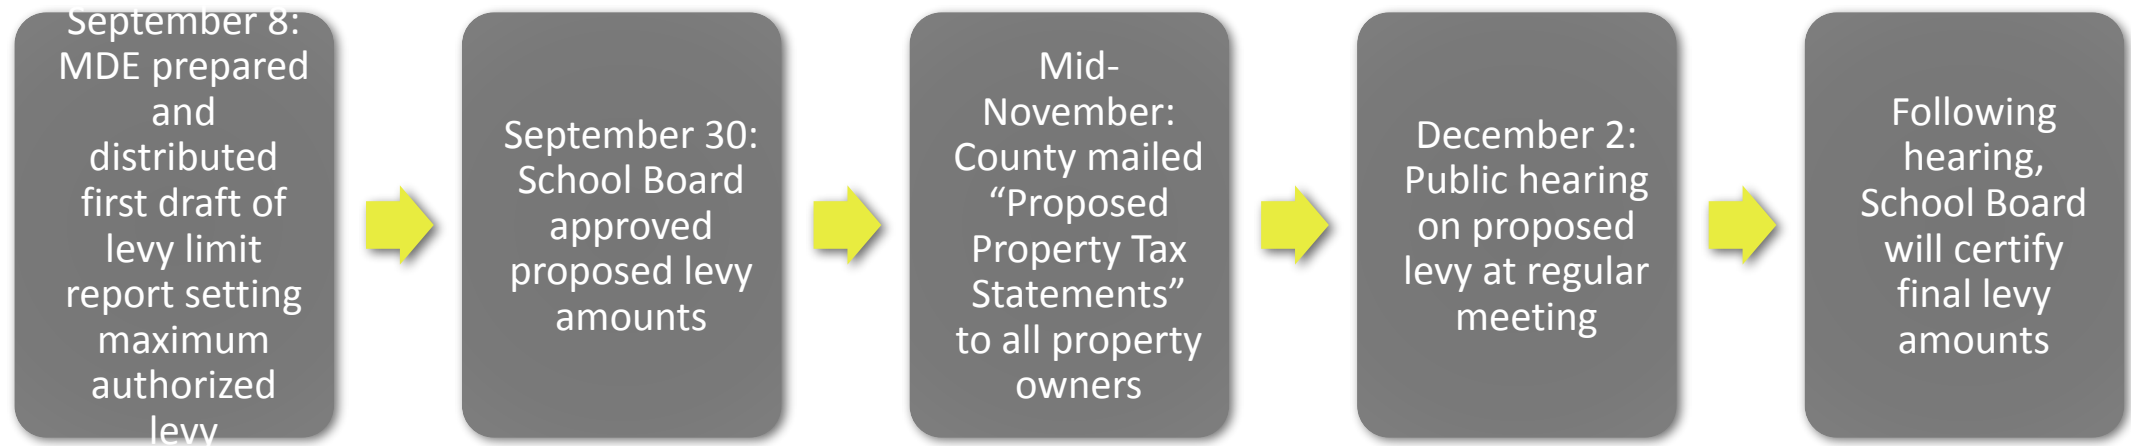 September 8:
MDE prepared
and
distributed
first draft of
levy limit
report setting
maximum
authorized
levy
September 30:
School Board
approved
proposed levy
amounts
Mid-
November:
County mailed
“Proposed
Property Tax
Statements”
to all property
owners
December 2:
Public hearing
on proposed
levy at regular
meeting
Following
hearing,
School Board
will certify
final levy
amounts